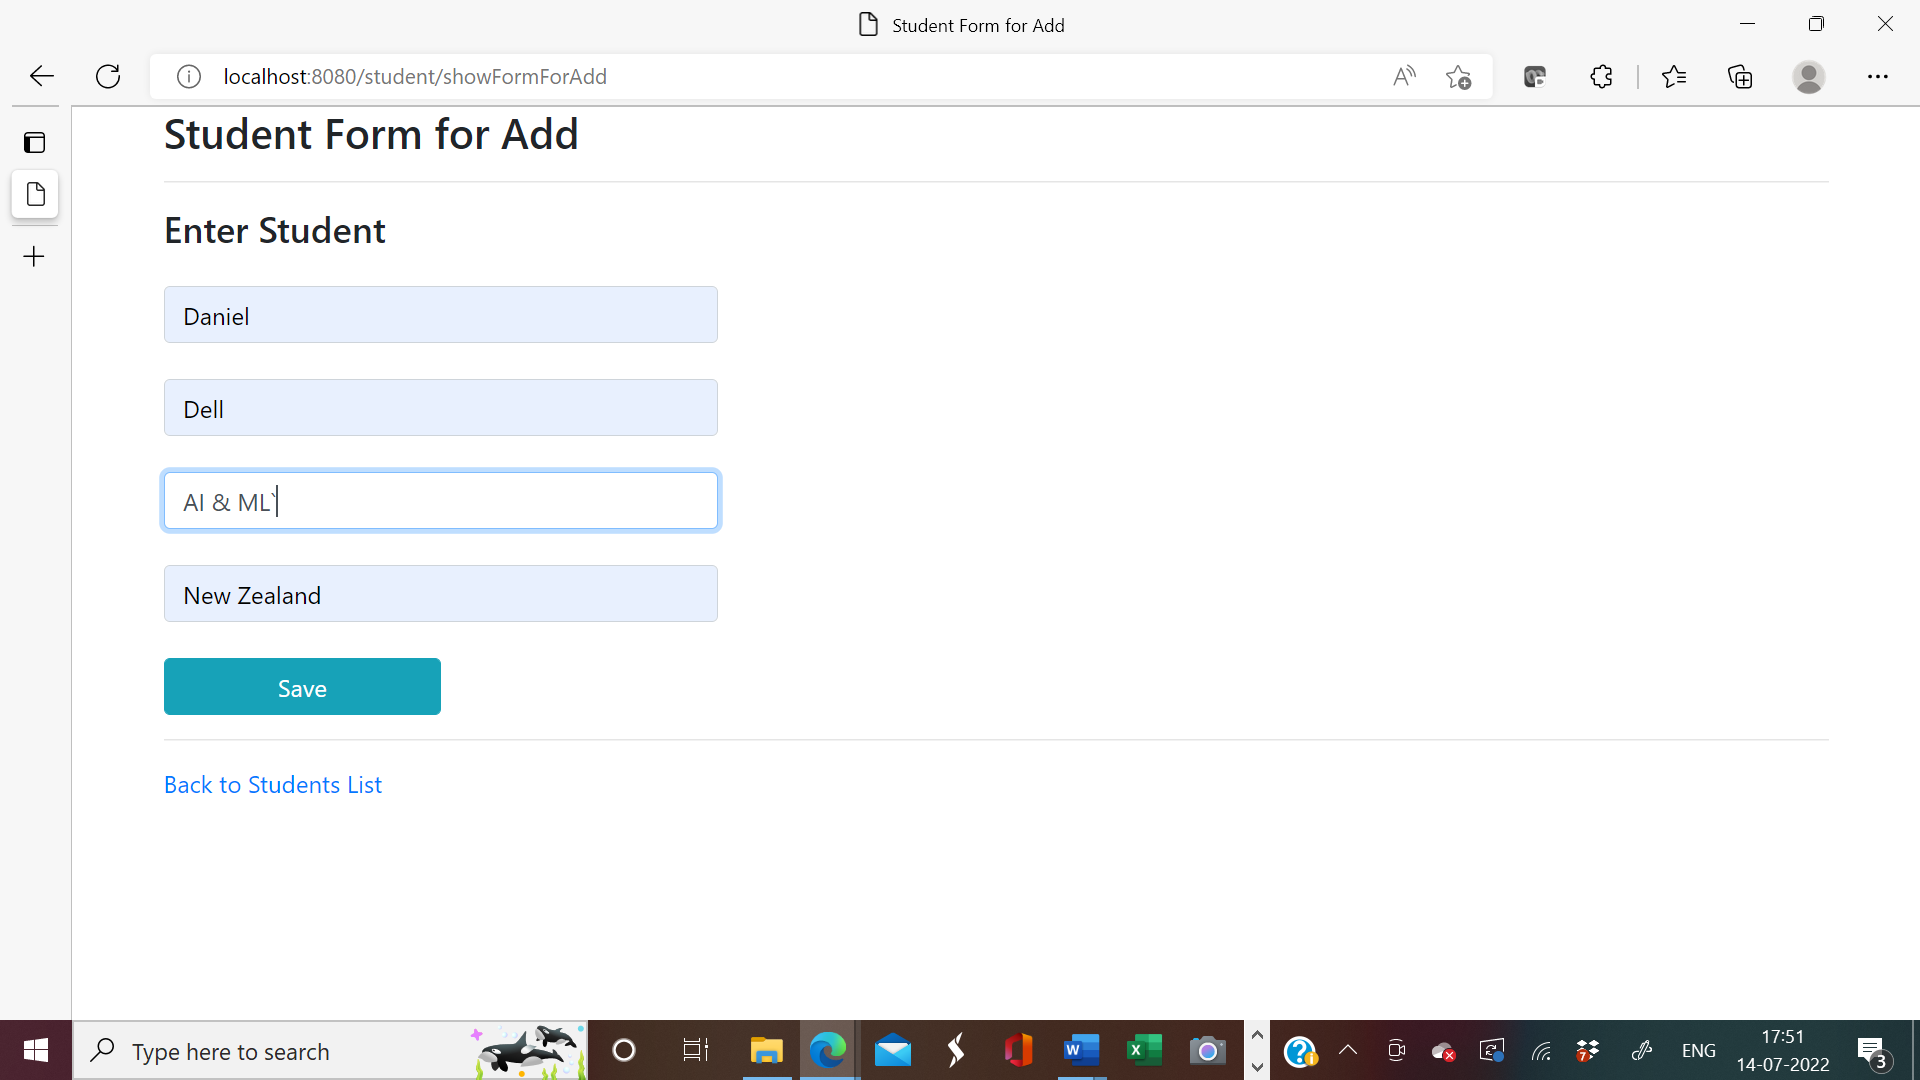 Student Form for Add
localhost:8080/student/showFormForAdd
Student Form for Add
Enter Student
Daniel
Dell
AI & ML`
New Zealand
Save
Back to Students List
Type here to search
ENG
17:51
14-07-2022
3